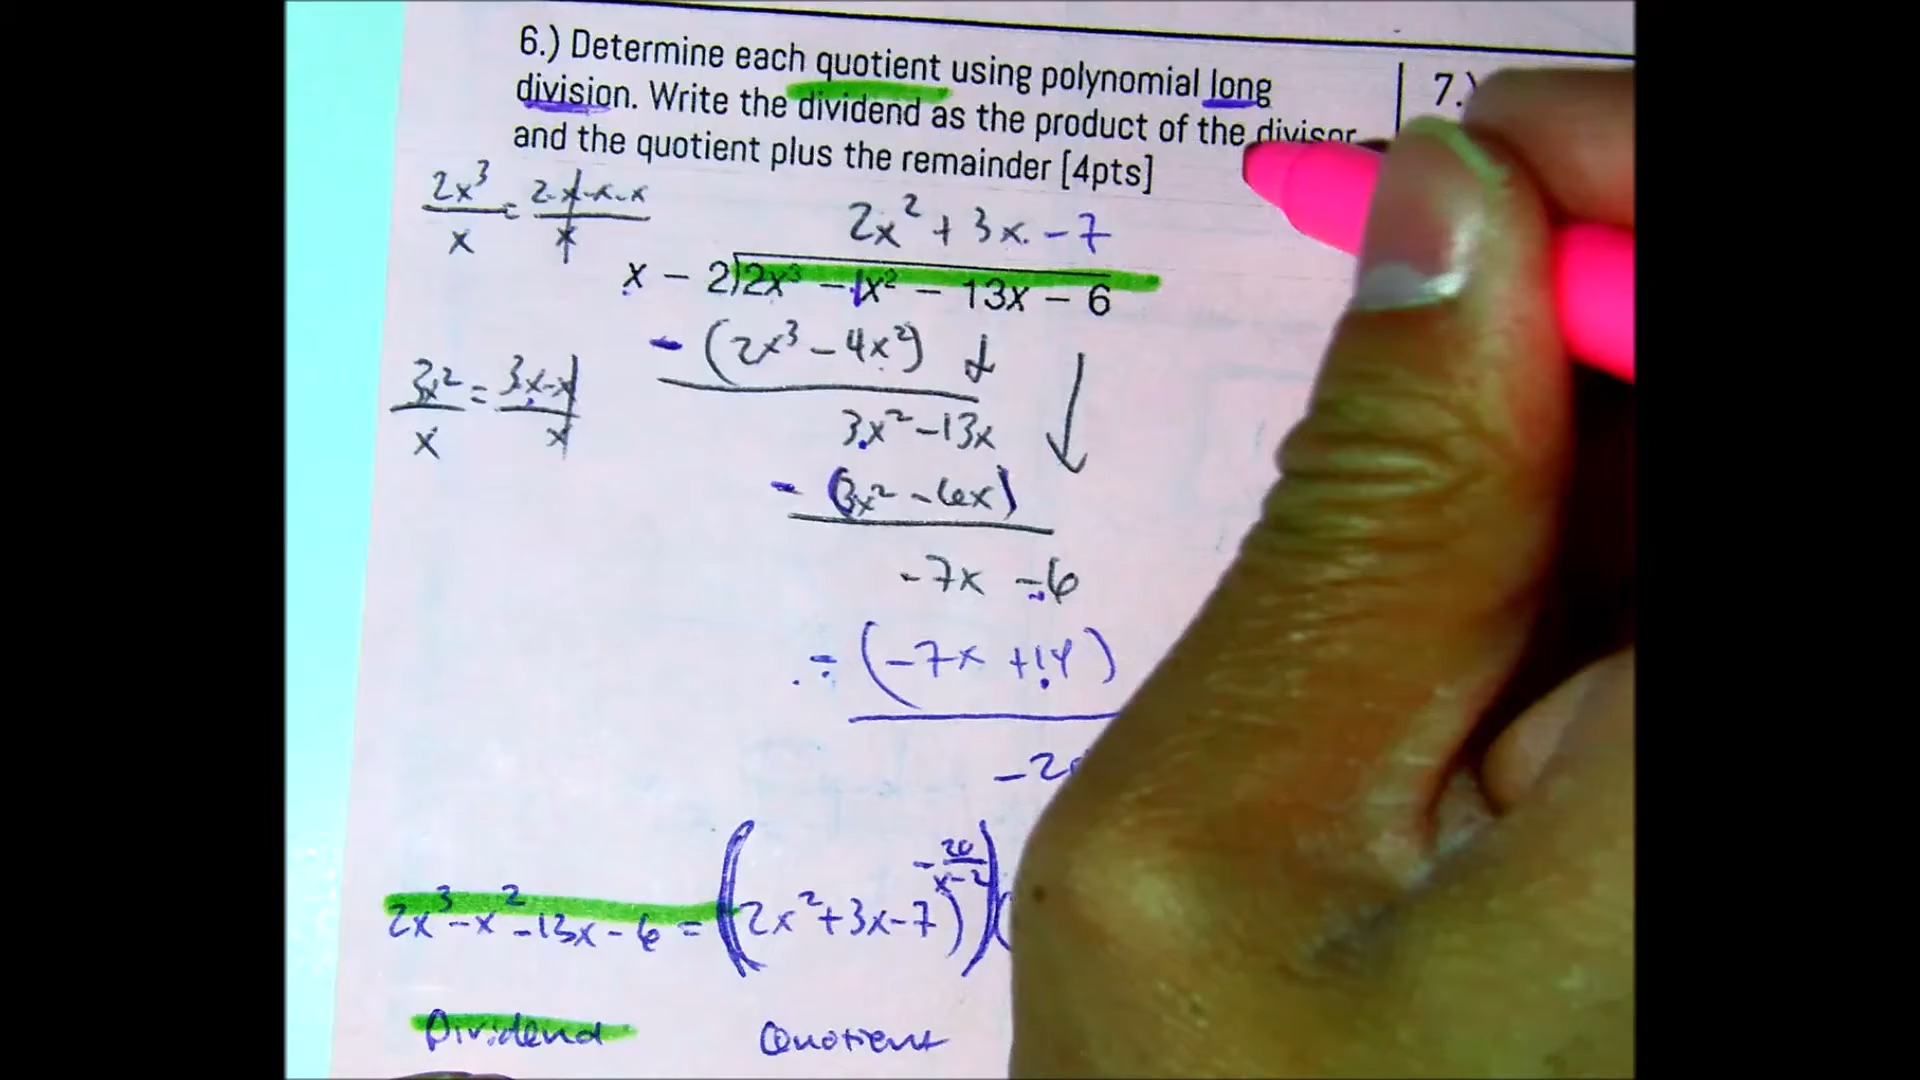 6.) Determine each quotient using polynomial long
division. Write the dividend as the product of the divisor
and the quotient plus the remainder [4pts]
7.)
2x³/x = 2·x·x·x/x
2x² + 3x - 7
x - 2)2x³ - 1x² - 13x - 6
- (2x³ - 4x²) ↓
3x²/x = 3x·x/x
3x² - 13x
- (3x² - 6x)
-7x - 6
- (-7x + 14)
-20/x-2
2x³ - x² - 13x - 6 = (2x² + 3x - 7))(
Dividend Quotient